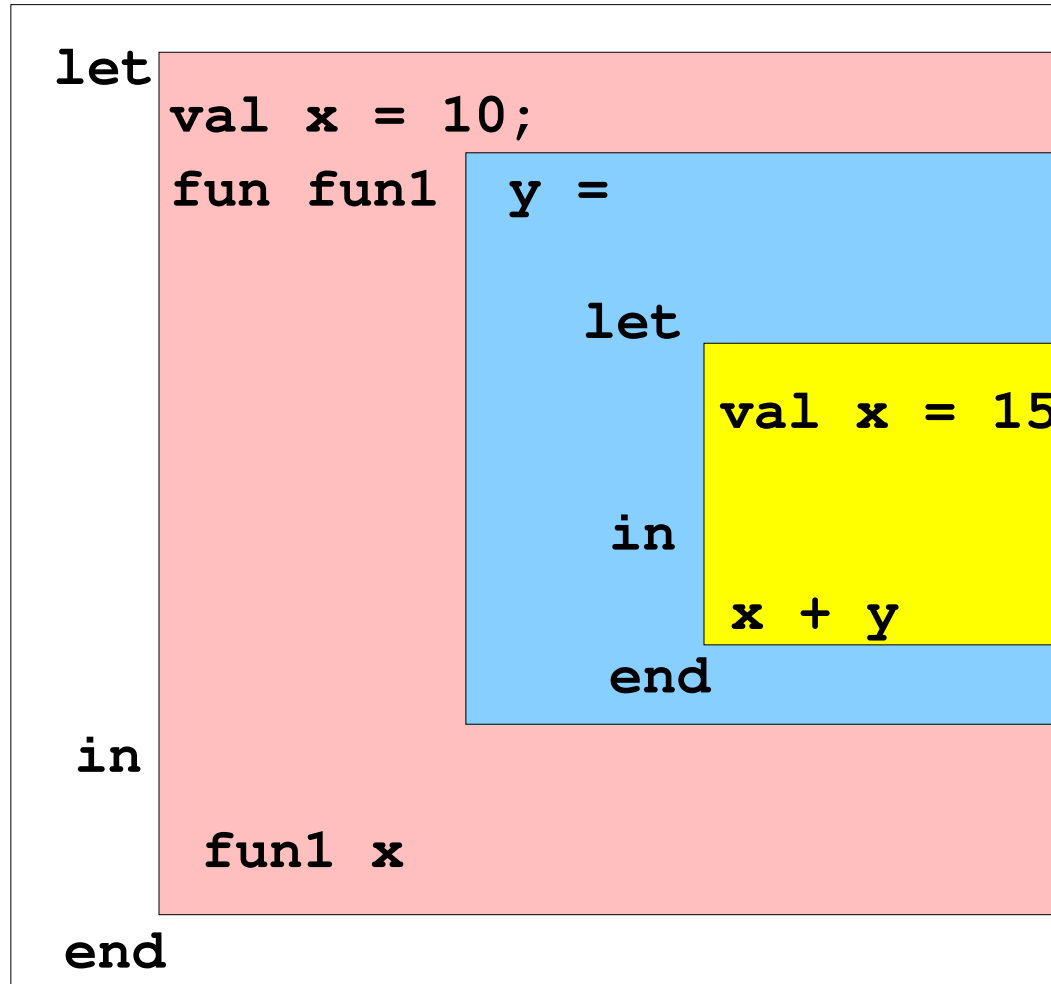 let
val x = 10;
fun fun1 y =
let
val x = 15
in
x + y
end
in
fun1 x
end